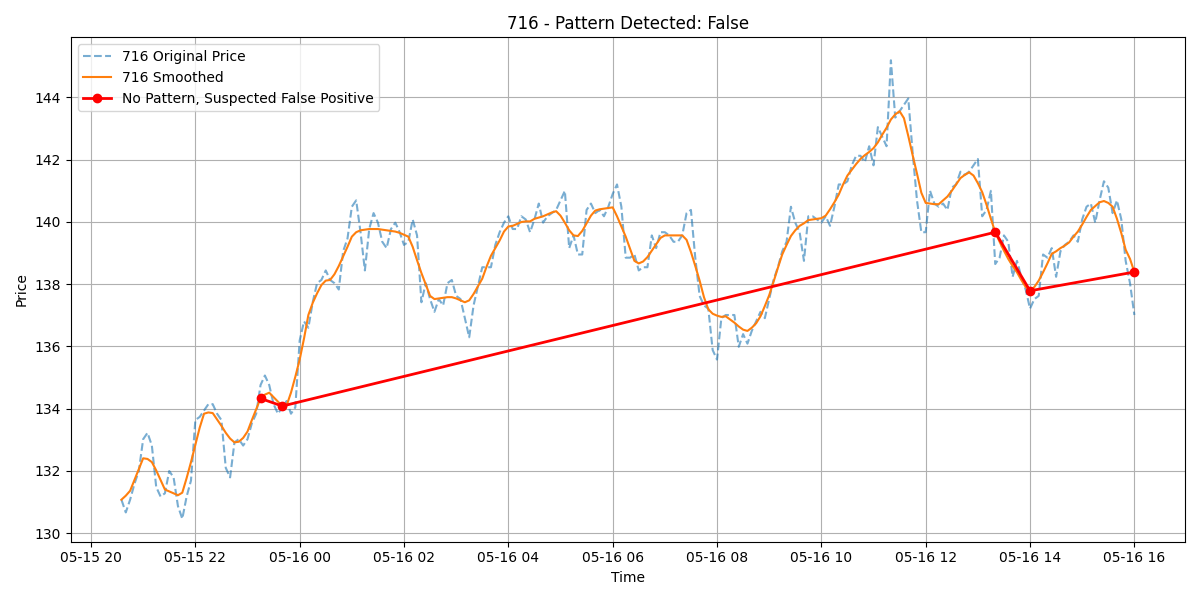 716 - Pattern Detected: False
716 Original Price
716 Smoothed
No Pattern, Suspected False Positive
Price
144
142
140
138
136
134
132
130
05-15 20 05-15 22 05-16 00 05-16 02 05-16 04 05-16 06 05-16 08 05-16 10 05-16 12 05-16 14 05-16 16
Time